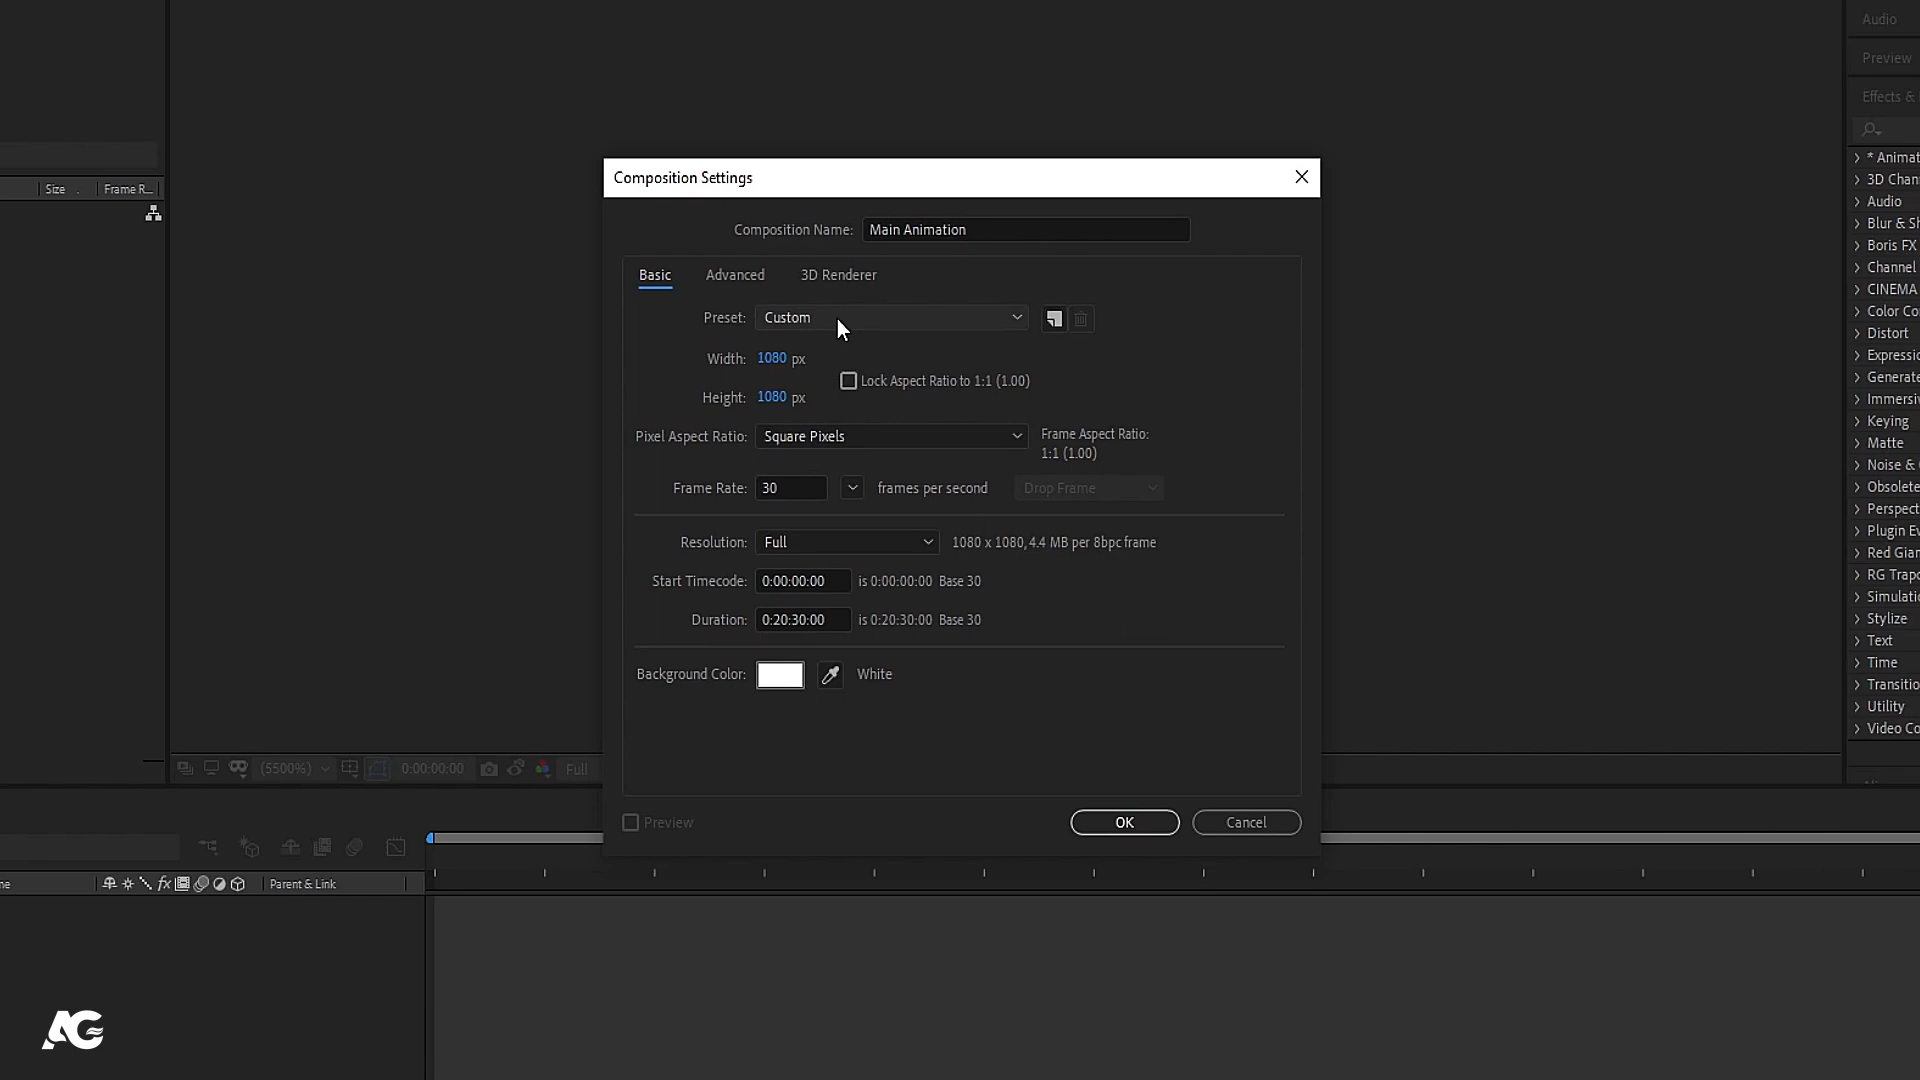 Audio
Preview
Effects &
Size
Frame R...
Composition Settings
Composition Name: Main Animation
Basic Advanced 3D Renderer
Preset: Custom
Width: 1080 px
Lock Aspect Ratio to 1:1 (1.00)
Height: 1080 px
Pixel Aspect Ratio: Square Pixels
Frame Aspect Ratio:
1:1 (1.00)
Frame Rate: 30 frames per second Drop Frame
Resolution: Full 1080 x 1080, 4.4 MB per 8bpc frame
Start Timecode: 0:00:00:00 is 0:00:00:00 Base 30
Duration: 0:20:30:00 is 0:20:30:00 Base 30
Background Color: White
Preview
OK
Cancel
* Animat
3D Chan
Audio
Blur & Sh
Boris FX
Channel
CINEMA
Color Co
Distort
Expressio
Generate
Immersiv
Keying
Matte
Noise &
Obsolete
Perspect
Plugin Ev
Red Gian
RG Trapc
Simulatio
Stylize
Text
Time
Transitio
Utility
Video Co
(5500%)
0:00:00:00
Full
ne
fx
Parent & Link
AG